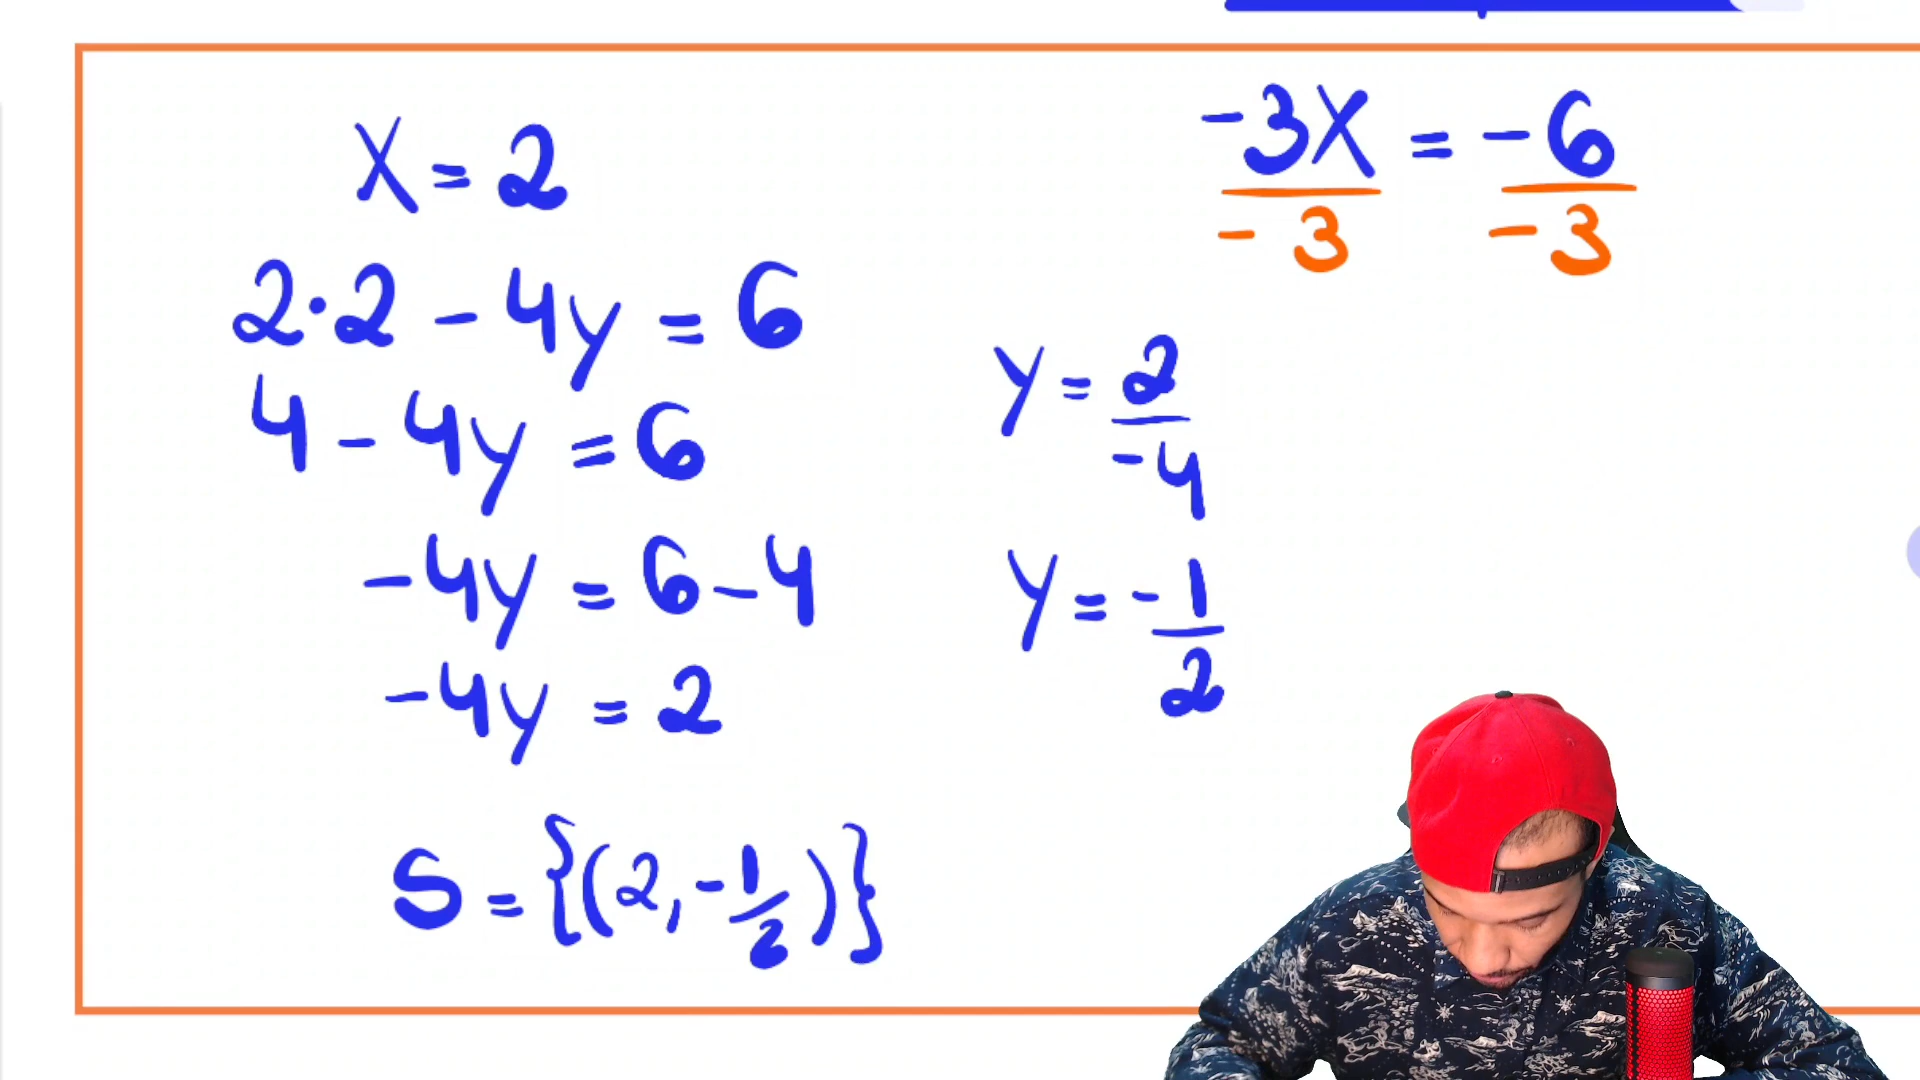 X = 2
2·2 - 4y = 6
4 - 4y = 6
-4y = 6 - 4
-4y = 2
S = {(2, -1/2)}
-3X/-3 = -6/-3
y = 2/-4
y = -1/2